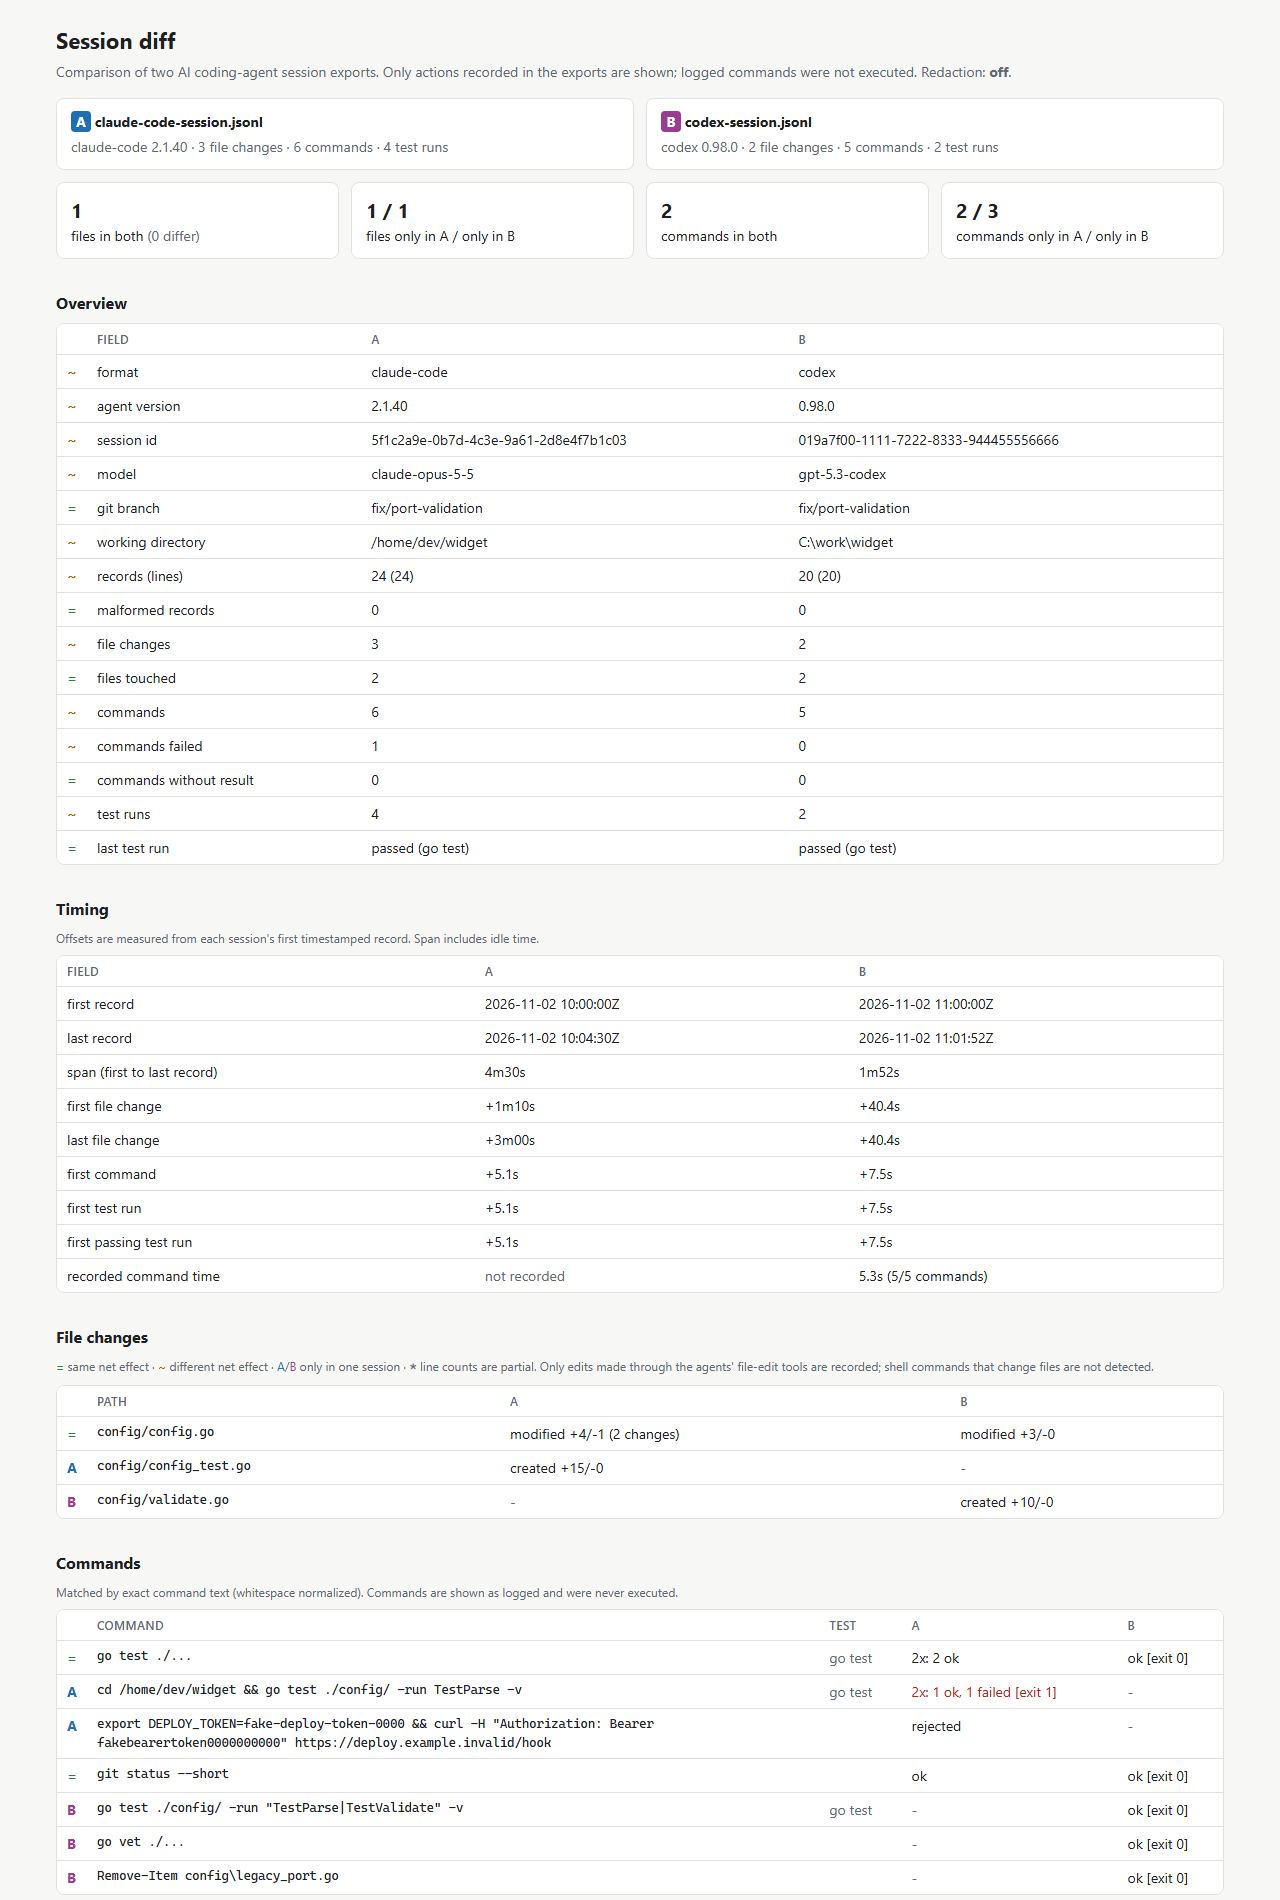 Session diff
Comparison of two AI coding-agent session exports. Only actions recorded in the exports are shown; logged commands were not executed. Redaction: off.
A claude-code-session.jsonl
claude-code 2.1.40 · 3 file changes · 6 commands · 4 test runs
B codex-session.jsonl
codex 0.98.0 · 2 file changes · 5 commands · 2 test runs
1
files in both (0 differ)
1 / 1
files only in A / only in B
2
commands in both
2 / 3
commands only in A / only in B
Overview
FIELD A B
~ format claude-code codex
~ agent version 2.1.40 0.98.0
~ session id 5f1c2a9e-0b7d-4c3e-9a61-2d8e4f7b1c03 019a7f00-1111-7222-8333-944455556666
~ model claude-opus-5-5 gpt-5.3-codex
= git branch fix/port-validation fix/port-validation
~ working directory /home/dev/widget C:\work\widget
~ records (lines) 24 (24) 20 (20)
= malformed records 0 0
~ file changes 3 2
= files touched 2 2
~ commands 6 5
~ commands failed 1 0
= commands without result 0 0
~ test runs 4 2
= last test run passed (go test) passed (go test)
Timing
Offsets are measured from each session's first timestamped record. Span includes idle time.
FIELD A B
first record 2026-11-02 10:00:00Z 2026-11-02 11:00:00Z
last record 2026-11-02 10:04:30Z 2026-11-02 11:01:52Z
span (first to last record) 4m30s 1m52s
first file change +1m10s +40.4s
last file change +3m00s +40.4s
first command +5.1s +7.5s
first test run +5.1s +7.5s
first passing test run +5.1s +7.5s
recorded command time not recorded 5.3s (5/5 commands)
File changes
= same net effect · ~ different net effect · A/B only in one session · * line counts are partial. Only edits made through the agents' file-edit tools are recorded; shell commands that change files are not detected.
PATH A B
= config/config.go modified +4/-1 (2 changes) modified +3/-0
A config/config_test.go created +15/-0 -
B config/validate.go - created +10/-0
Commands
Matched by exact command text (whitespace normalized). Commands are shown as logged and were never executed.
COMMAND TEST A B
= go test ./... go test 2x: 2 ok ok [exit 0]
A cd /home/dev/widget && go test ./config/ -run TestParse -v go test 2x: 1 ok, 1 failed [exit 1] -
A export DEPLOY_TOKEN=fake-deploy-token-0000 && curl -H "Authorization: Bearer rejected -
fakebearertoken0000000000" https://deploy.example.invalid/hook
= git status --short ok ok [exit 0]
B go test ./config/ -run "TestParse|TestValidate" -v go test - ok [exit 0]
B go vet ./... - ok [exit 0]
B Remove-Item config\legacy_port.go - ok [exit 0]